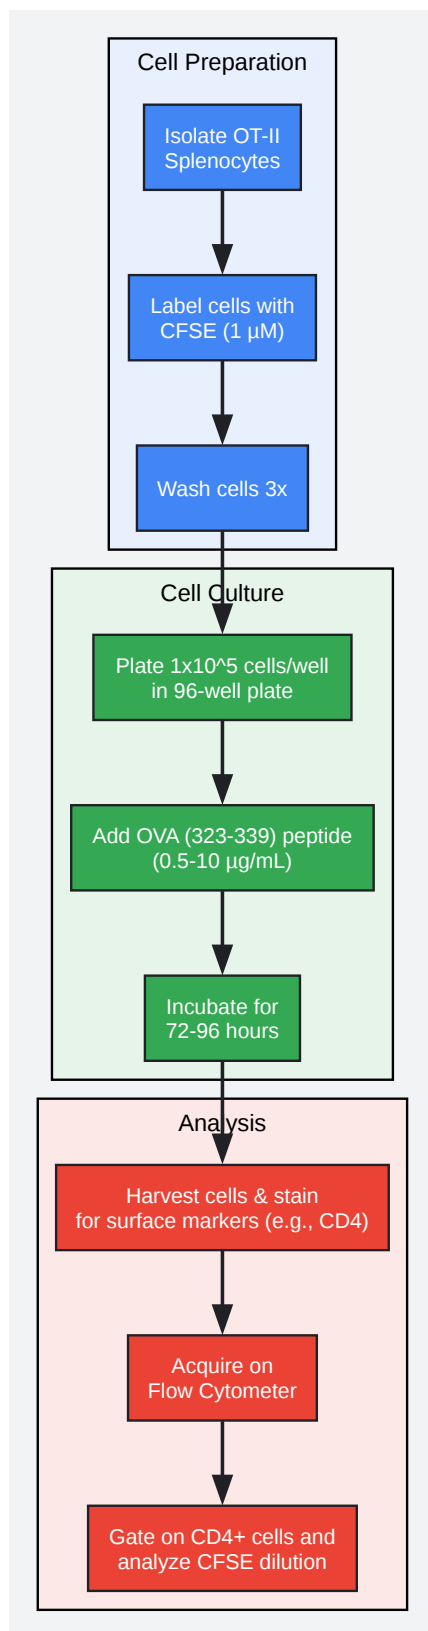 Cell Preparation
Isolate OT-II
Splenocytes
Label cells with
CFSE (1 µM)
Wash cells 3x
Cell Culture
Plate 1x10^5 cells/well
in 96-well plate
Add OVA (323-339) peptide
(0.5-10 µg/mL)
Incubate for
72-96 hours
Analysis
Harvest cells & stain
for surface markers (e.g., CD4)
Acquire on
Flow Cytometer
Gate on CD4+ cells and
analyze CFSE dilution